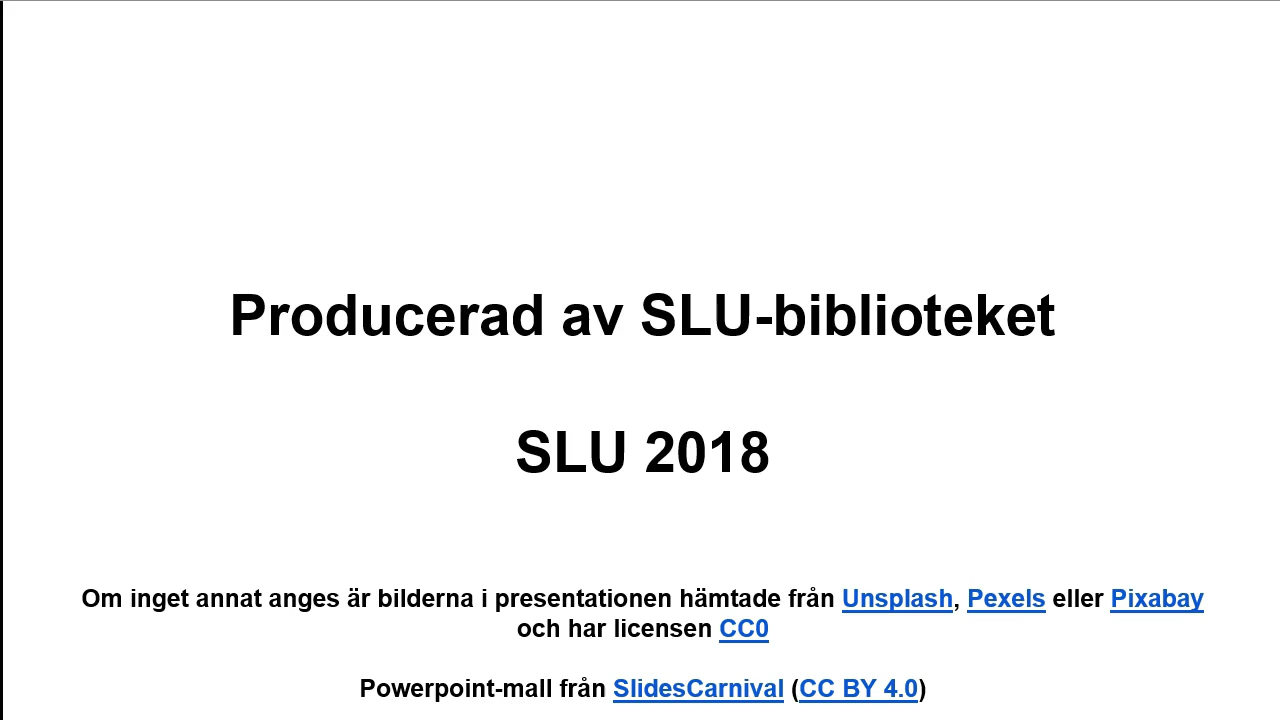 Producerad av SLU-biblioteket
SLU 2018
Om inget annat anges är bilderna i presentationen hämtade från Unsplash, Pexels eller Pixabay
och har licensen CC0
Powerpoint-mall från SlidesCarnival (CC BY 4.0)